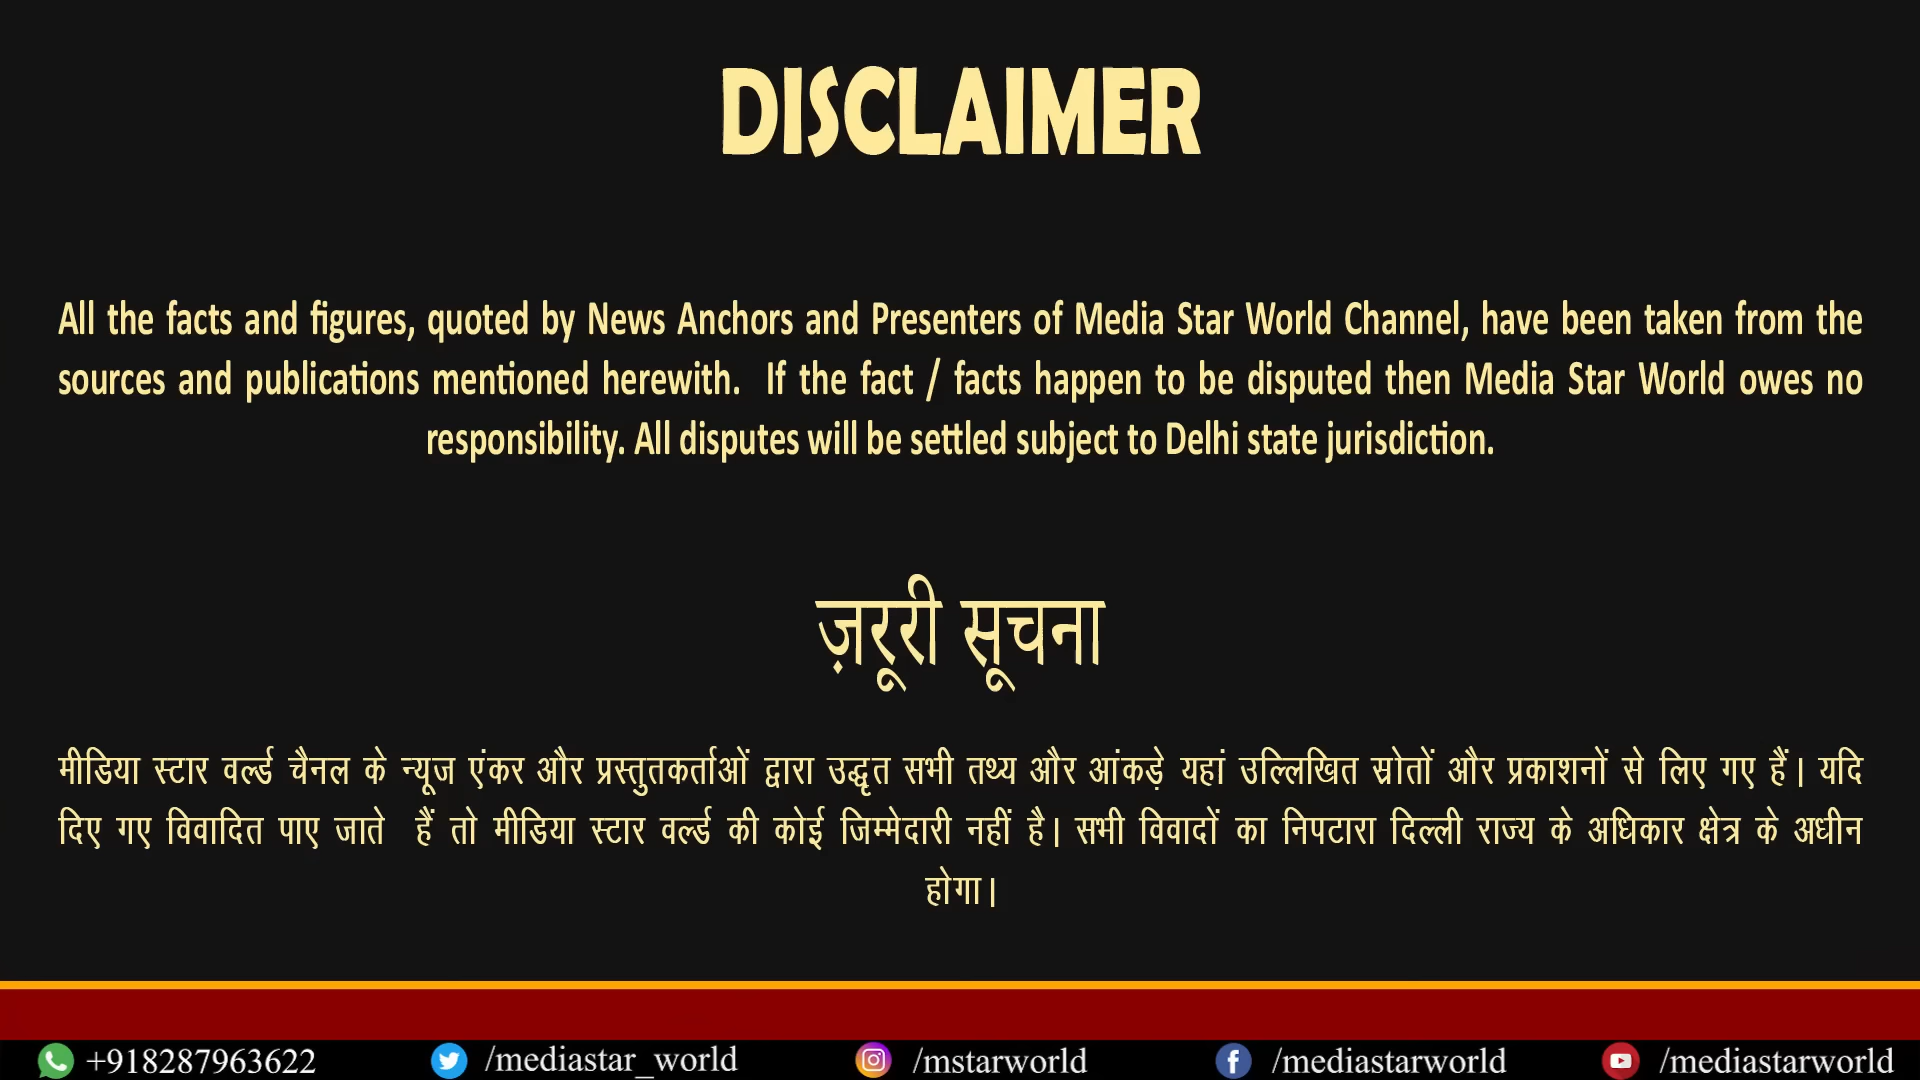 DISCLAIMER
All the facts and figures, quoted by News Anchors and Presenters of Media Star World Channel, have been taken from the
sources and publications mentioned herewith. If the fact / facts happen to be disputed then Media Star World owes no
responsibility. All disputes will be settled subject to Delhi state jurisdiction.
ज़रूरी सूचना
मीडिया स्टार वर्ल्ड चैनल के न्यूज एंकर और प्रस्तुतकर्ताओं द्वारा उद्धृत सभी तथ्य और आंकड़े यहां उल्लिखित स्रोतों और प्रकाशनों से लिए गए हैं। यदि
दिए गए विवादित पाए जाते हैं तो मीडिया स्टार वर्ल्ड की कोई जिम्मेदारी नहीं है। सभी विवादों का निपटारा दिल्ली राज्य के अधिकार क्षेत्र के अधीन
होगा।
+918287963622 /mediastar_world /mstarworld /mediastarworld /mediastarworld